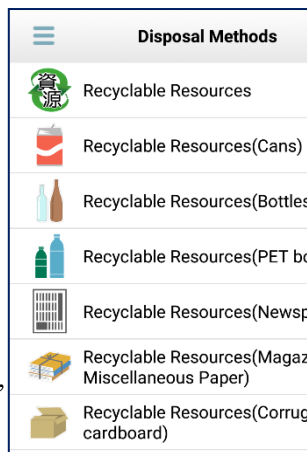 Disposal Methods
資源
Recyclable Resources
Recyclable Resources(Cans)
Recyclable Resources(Bottles
Recyclable Resources(PET bo
Recyclable Resources(Newsp
Recyclable Resources(Magaz
Miscellaneous Paper)
,
Recyclable Resources(Corrug
cardboard)